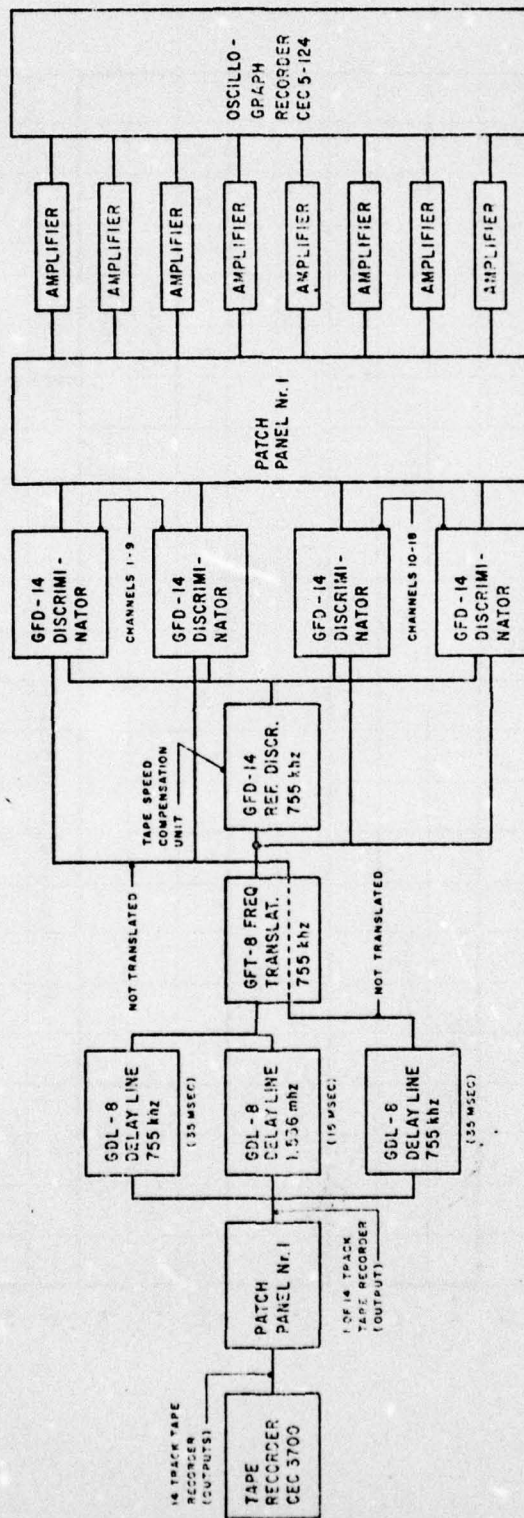 14 TRACK TAPE
RECORDER
(OUTPUTS)
TAPE
RECORDER
CEC 3700
PATCH
PANEL Nr. 1
1 OF 14 TRACK
TAPE RECORDER
(OUTPUT)
GDL-8
DELAY LINE
755 khz
(35 MSEC)
GDL-8
DELAY LINE
1.536 mhz
(15 MSEC)
GDL-8
DELAY LINE
755 khz
(35 MSEC)
NOT TRANSLATED
GFT-8 FREQ
TRANSLAT.
755 khz
NOT TRANSLATED
TAPE SPEED
COMPENSATION
UNIT
GFD-14
REF. DISCR.
755 khz
GFD-14
DISCRIMI-
NATOR
CHANNELS 1-9
GFD-14
DISCRIMI-
NATOR
GFD-14
DISCRIMI-
NATOR
CHANNELS 10-18
GFD-14
DISCRIMI-
NATOR
PATCH
PANEL Nr. 1
AMPLIFIER
AMPLIFIER
AMPLIFIER
AMPLIFIER
AMPLIFIER
AMPLIFIER
AMPLIFIER
AMPLIFIER
OSCILLO-
GRAPH
RECORDER
CEC 5-124